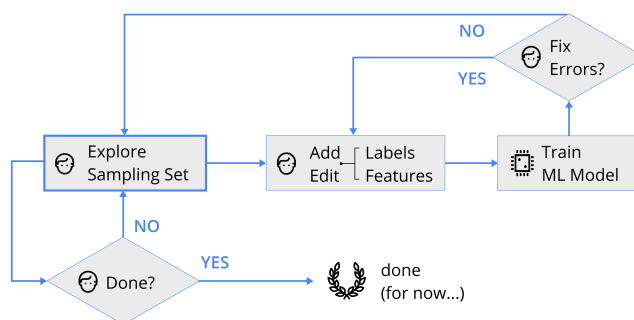 NO
Fix
Errors?
YES
Explore
Sampling Set
Add
Edit
Labels
Features
Train
ML Model
NO
Done?
YES
done
(for now...)